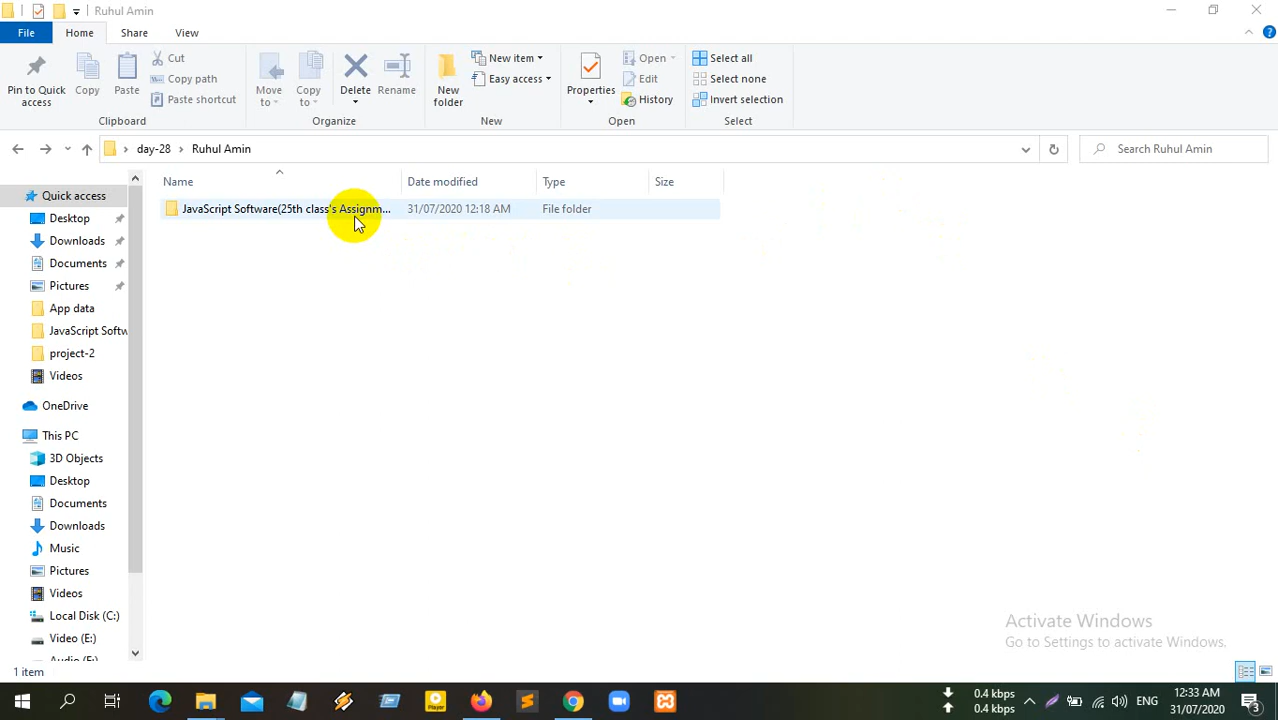 Ruhul Amin
File Home Share View
Pin to Quick access
Copy
Paste
Cut
Copy path
Paste shortcut
Clipboard
Move to
Copy to
Delete
Rename
Organize
New folder
New item
Easy access
New
Properties
Open
Edit
History
Open
Select all
Select none
Invert selection
Select
day-28 > Ruhul Amin
Search Ruhul Amin
Name Date modified Type Size
JavaScript Software(25th class's Assignm... 31/07/2020 12:18 AM File folder
Quick access
Desktop
Downloads
Documents
Pictures
App data
JavaScript Softw
project-2
Videos
OneDrive
This PC
3D Objects
Desktop
Documents
Downloads
Music
Pictures
Videos
Local Disk (C:)
Video (E:)
Audio (F:)
Activate Windows
Go to Settings to activate Windows.
1 item
Player
0.4 kbps
0.4 kbps
ENG
12:33 AM
31/07/2020
3